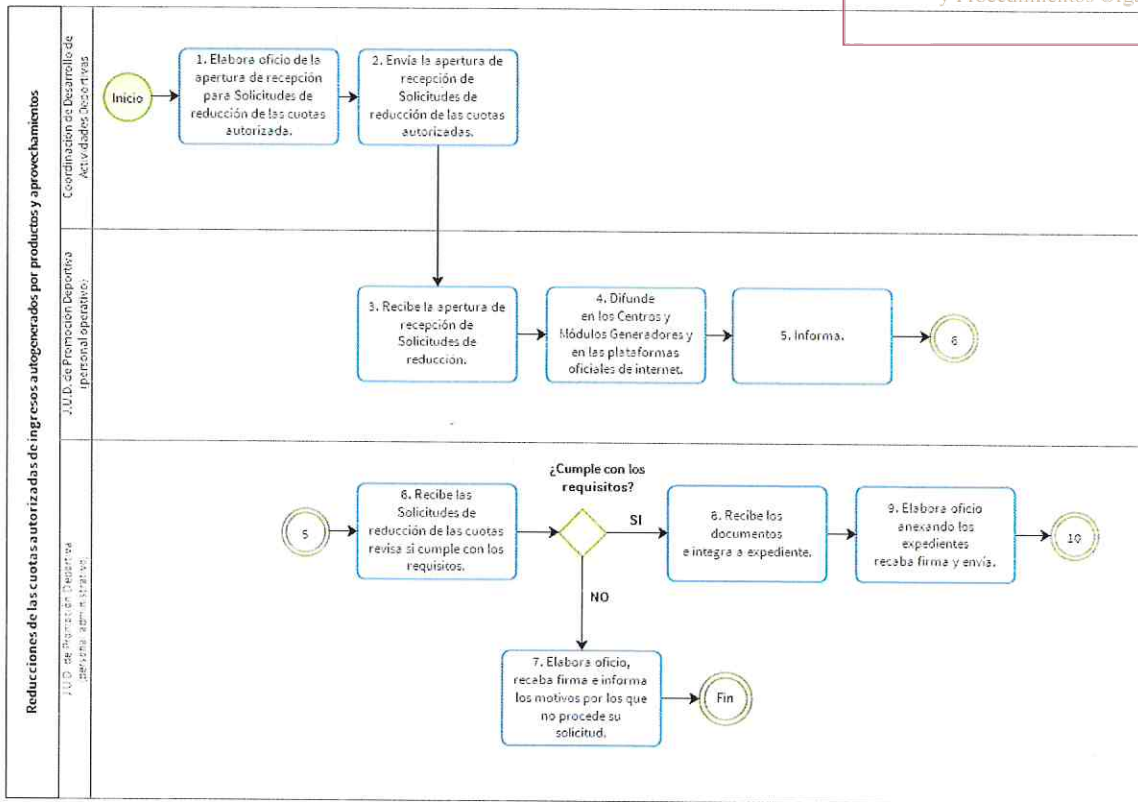 y Procedimientos
Reducciones de las cuotas autorizadas de ingresos autogenerados por productos y aprovechamientos
Coordinación de Desarrollo de
Actividades Deportivas
Inicio
1. Elabora oficio de la
apertura de recepción
para Solicitudes de
reducción de las cuotas
autorizada.
2. Envía la apertura de
recepción de
Solicitudes de
reducción de las cuotas
autorizadas.
J.U.D. de Promoción Deportiva
(personal operativo)
3. Recibe la apertura de
recepción de
Solicitudes de
reducción.
4. Difunde
en los Centros y
Módulos Generadores y
en las plataformas
oficiales de internet.
5. Informa.
6
J.U.D. de Promoción Deportiva
(personal administrativo)
5
6. Recibe las
Solicitudes de
reducción de las cuotas
revisa si cumple con los
requisitos.
¿Cumple con los
requisitos?
SI
NO
8. Recibe los
documentos
e integra a expediente.
9. Elabora oficio
anexando los
expedientes
recaba firma y envía.
10
7. Elabora oficio,
recaba firma e informa
los motivos por los que
no procede su
solicitud.
Fin